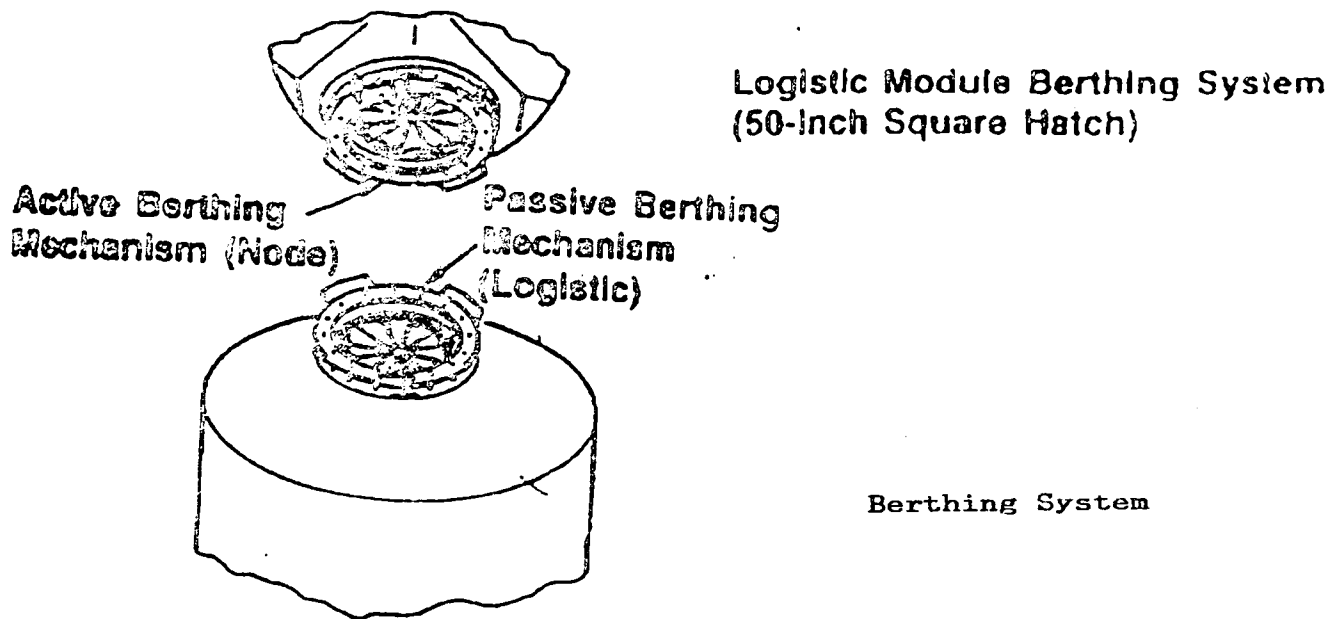 Logistic Module Berthing System
(50-Inch Square Hatch)
Active Berthing
Mechanism (Node)
Passive Berthing
Mechanism
(Logistic)
Berthing System